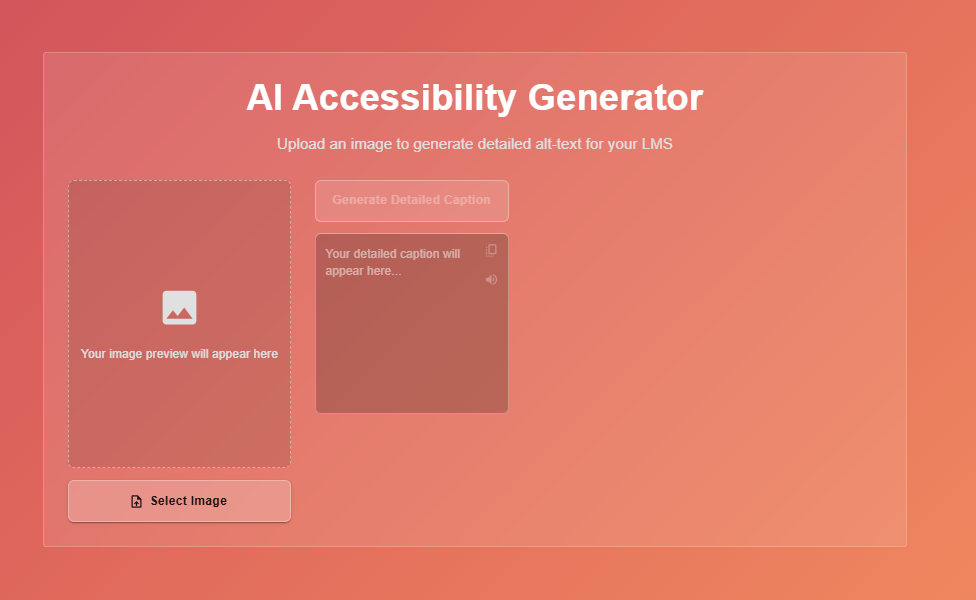 AI Accessibility Generator
Upload an image to generate detailed alt-text for your LMS
Your image preview will appear here
Select Image
Generate Detailed Caption
Your detailed caption will
appear here...